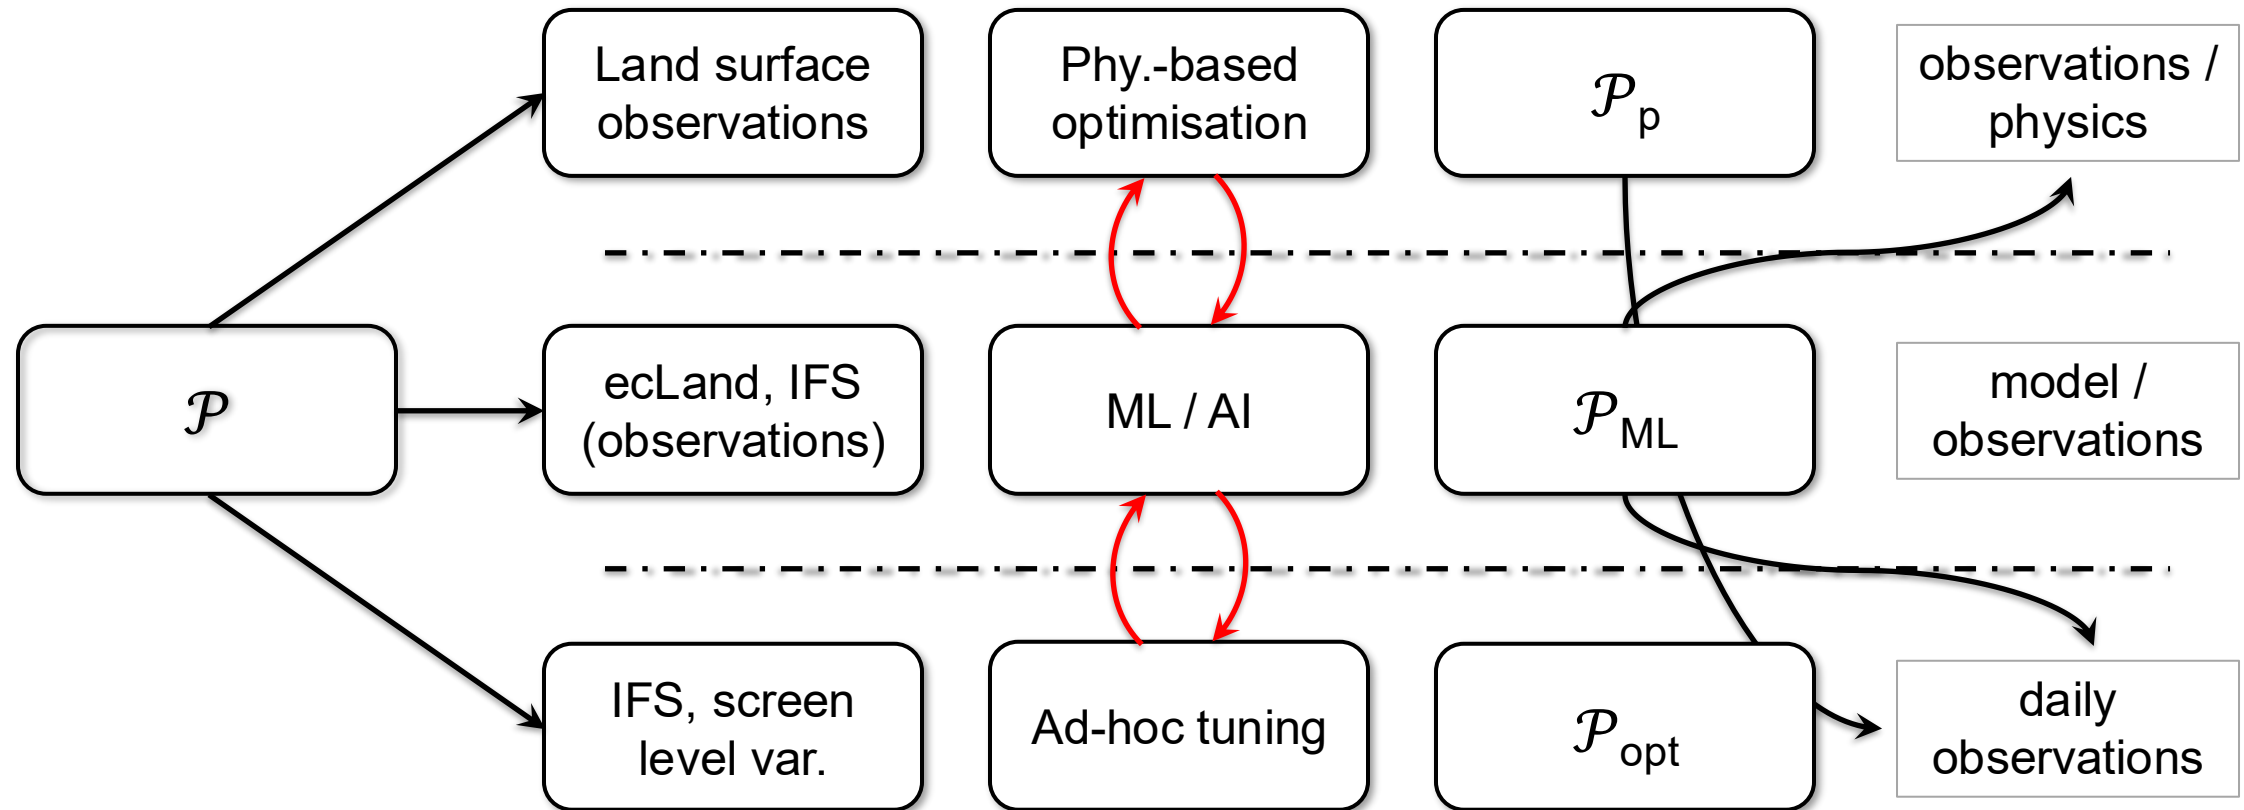 Land surface
observations
Phy.-based
optimisation
𝒫p
observations /
physics
𝒫
ecLand, IFS
(observations)
ML / AI
𝒫ML
model /
observations
IFS, screen
level var.
Ad-hoc tuning
𝒫opt
daily
observations